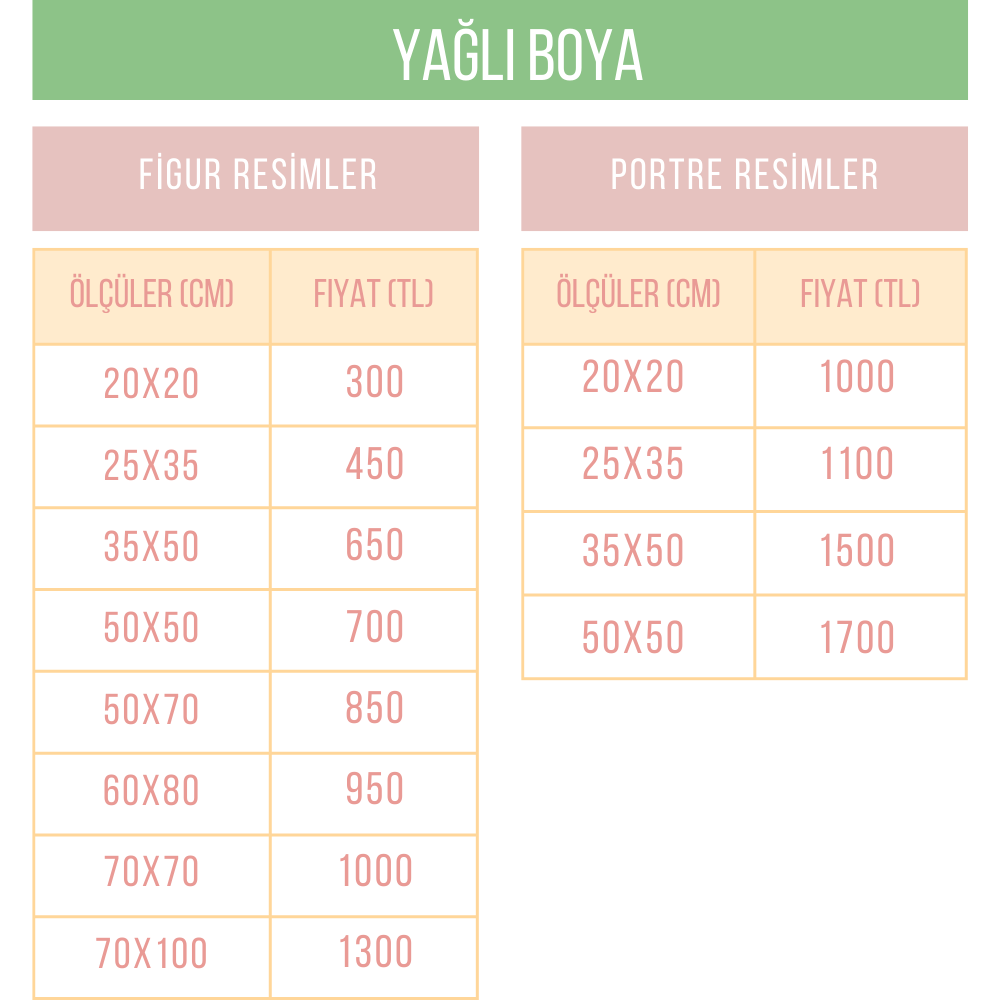 YAĞLI BOYA
FİGUR RESİMLER
ÖLÇÜLER (CM) FIYAT (TL)
20X20 300
25X35 450
35X50 650
50X50 700
50X70 850
60X80 950
70X70 1000
70X100 1300
PORTRE RESİMLER
ÖLÇÜLER (CM) FIYAT (TL)
20X20 1000
25X35 1100
35X50 1500
50X50 1700